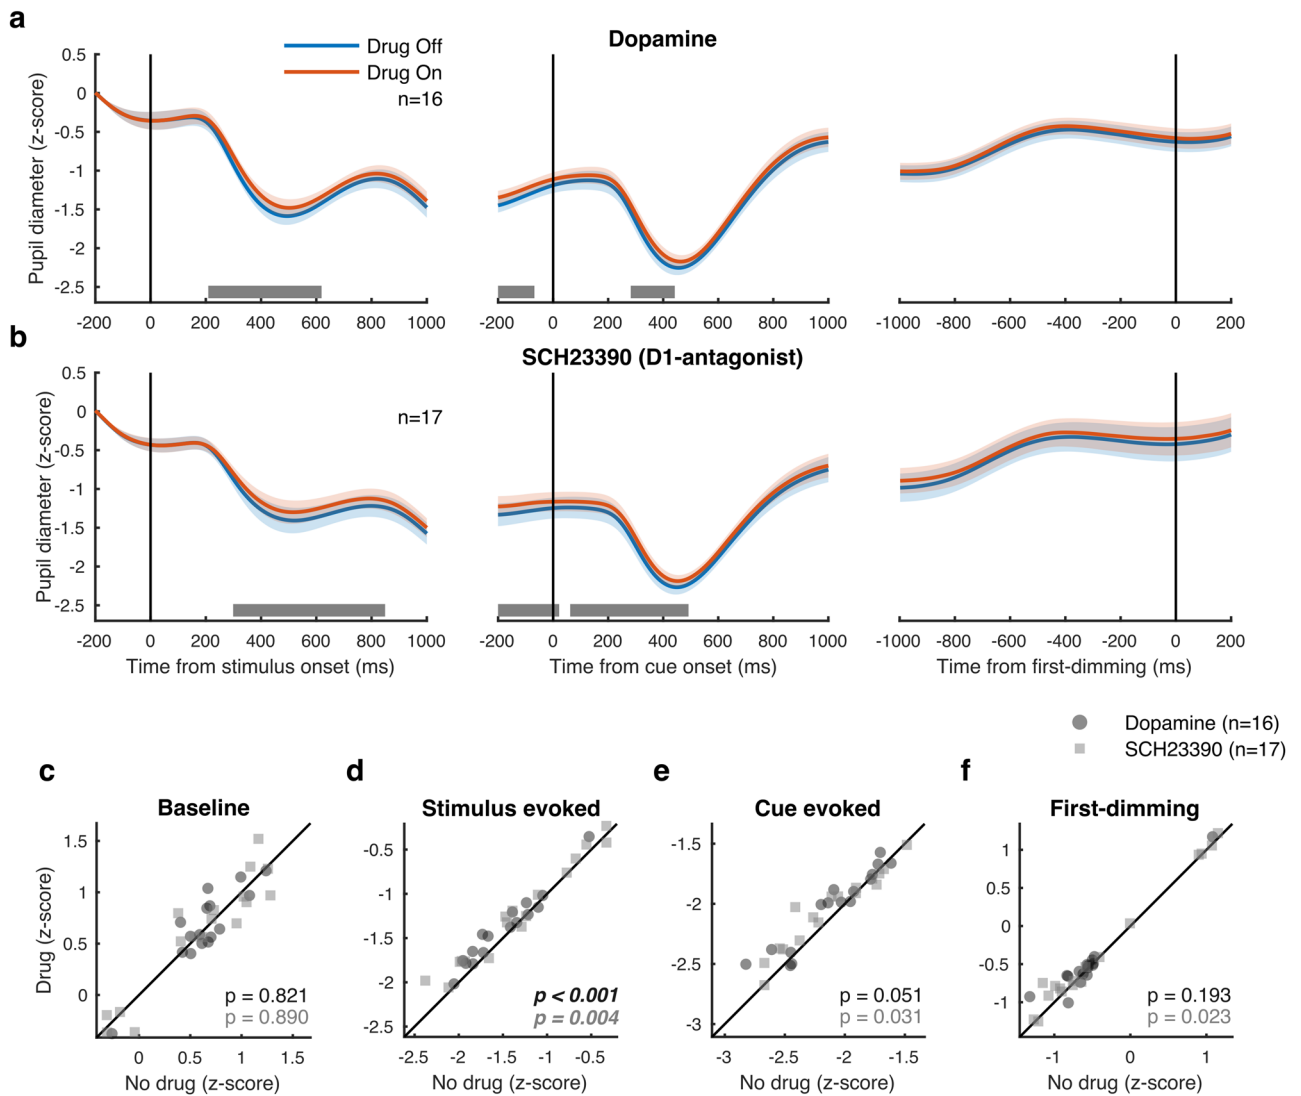 a
Dopamine
Drug Off
Drug On
n=16
Pupil diameter (z-score)
0.5
0
-0.5
-1
-1.5
-2
-2.5
-200 0 200 400 600 800 1000
-200 0 200 400 600 800 1000
-1000 -800 -600 -400 -200 0 200
b
SCH23390 (D1-antagonist)
n=17
Pupil diameter (z-score)
0.5
0
-0.5
-1
-1.5
-2
-2.5
-200 0 200 400 600 800 1000
-200 0 200 400 600 800 1000
-1000 -800 -600 -400 -200 0 200
Time from stimulus onset (ms)
Time from cue onset (ms)
Time from first-dimming (ms)
Dopamine (n=16)
SCH23390 (n=17)
c
Baseline
Drug (z-score)
1.5
1
0.5
0
p = 0.821
p = 0.890
0 0.5 1 1.5
No drug (z-score)
d
Stimulus evoked
-0.5
-1
-1.5
-2
-2.5
p < 0.001
p = 0.004
-2.5 -2 -1.5 -1 -0.5
No drug (z-score)
e
Cue evoked
-1.5
-2
-2.5
-3
p = 0.051
p = 0.031
-3 -2.5 -2 -1.5
No drug (z-score)
f
First-dimming
1
0.5
0
-0.5
-1
p = 0.193
p = 0.023
-1 0 1
No drug (z-score)